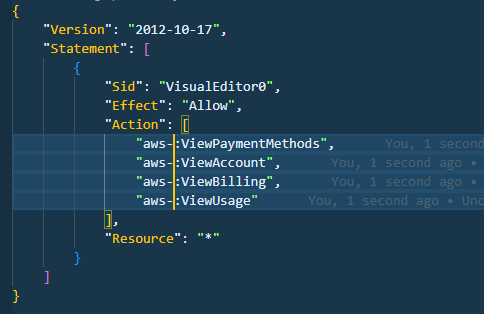 {
    "Version": "2012-10-17",
    "Statement": [
        {
            "Sid": "VisualEditor0",
            "Effect": "Allow",
            "Action": [
                "aws-:ViewPaymentMethods",     You, 1 second
                "aws-:ViewAccount",     You, 1 second ago •
                "aws-:ViewBilling",     You, 1 second ago •
                "aws-:ViewUsage"     You, 1 second ago • Unc
            ],
            "Resource": "*"
        }
    ]
}